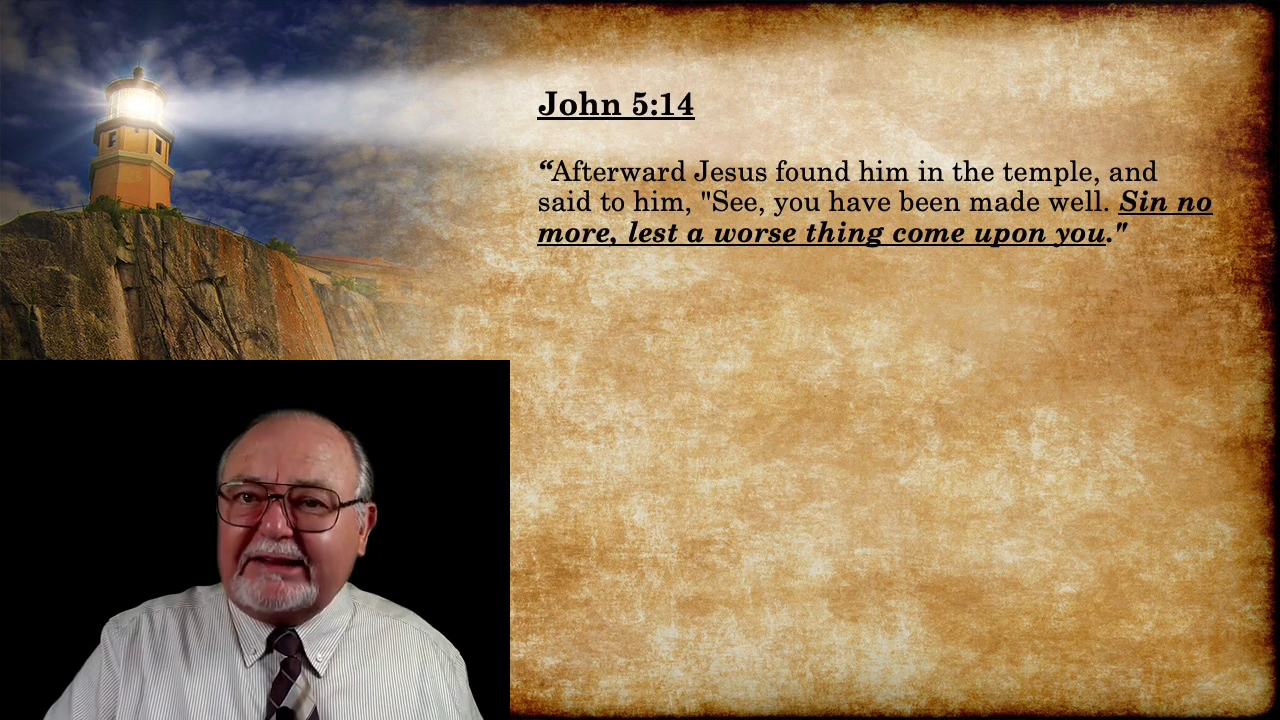 John 5:14
“Afterward Jesus found him in the temple, and
said to him, "See, you have been made well. Sin no
more, lest a worse thing come upon you."